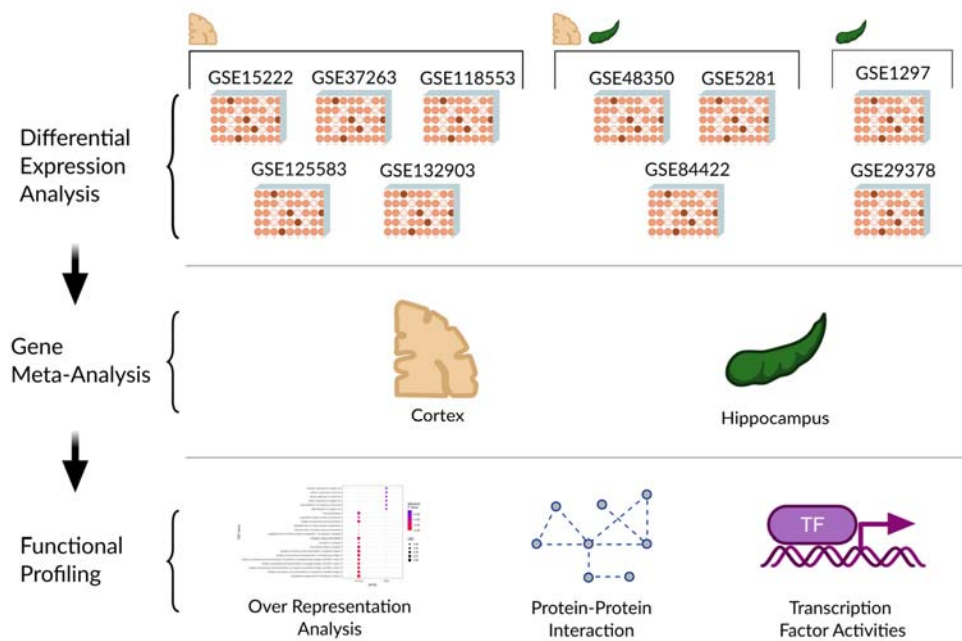 GSE15222 GSE37263 GSE118553 GSE48350 GSE5281 GSE1297
Differential
Expression
Analysis
GSE125583 GSE132903 GSE84422 GSE29378
Gene
Meta-Analysis
Cortex
Hippocampus
Functional
Profiling
TF
Over Representation
Analysis
Protein-Protein
Interaction
Transcription
Factor Activities